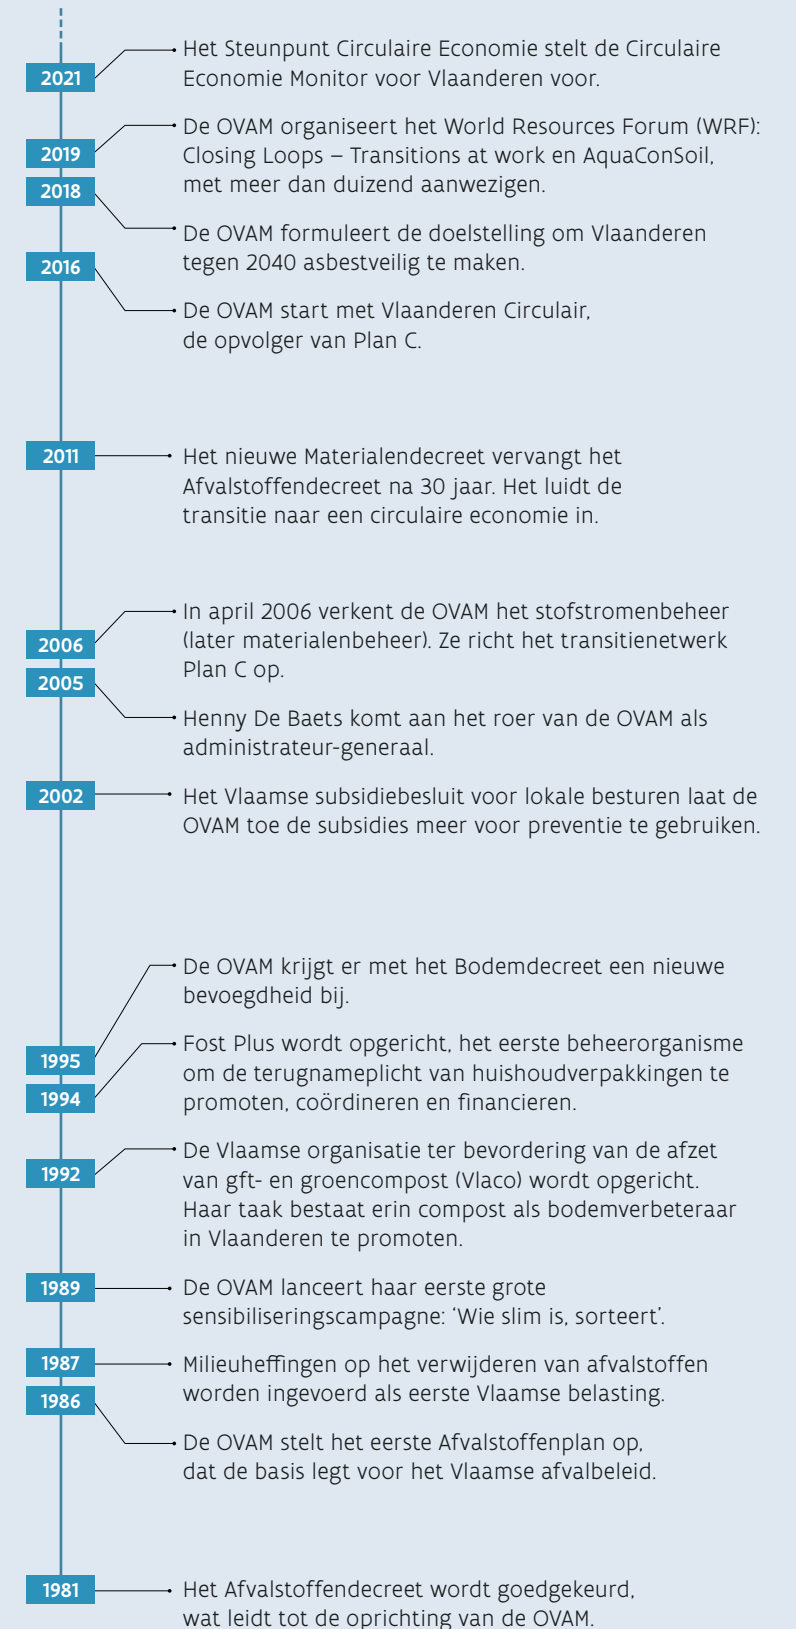 2021
Het Steunpunt Circulaire Economie stelt de Circulaire
Economie Monitor voor Vlaanderen voor.
2019
De OVAM organiseert het World Resources Forum (WRF):
Closing Loops – Transitions at work en AquaConSoil,
met meer dan duizend aanwezigen.
2018
De OVAM formuleert de doelstelling om Vlaanderen
tegen 2040 asbestveilig te maken.
2016
De OVAM start met Vlaanderen Circulair,
de opvolger van Plan C.
2011
Het nieuwe Materialendecreet vervangt het
Afvalstoffendecreet na 30 jaar. Het luidt de
transitie naar een circulaire economie in.
2006
In april 2006 verkent de OVAM het stofstromenbeheer
(later materialenbeheer). Ze richt het transitienetwerk
Plan C op.
2005
Henny De Baets komt aan het roer van de OVAM als
administrateur-generaal.
2002
Het Vlaamse subsidiebesluit voor lokale besturen laat de
OVAM toe de subsidies meer voor preventie te gebruiken.
1995
De OVAM krijgt er met het Bodemdecreet een nieuwe
bevoegdheid bij.
1994
Fost Plus wordt opgericht, het eerste beheerorganisme
om de terugnameplicht van huishoudverpakkingen te
promoten, coördineren en financieren.
1992
De Vlaamse organisatie ter bevordering van de afzet
van gft- en groencompost (Vlaco) wordt opgericht.
Haar taak bestaat erin compost als bodemverbeteraar
in Vlaanderen te promoten.
1989
De OVAM lanceert haar eerste grote
sensibiliseringscampagne: ‘Wie slim is, sorteert’.
1987
Milieuheffingen op het verwijderen van afvalstoffen
worden ingevoerd als eerste Vlaamse belasting.
1986
De OVAM stelt het eerste Afvalstoffenplan op,
dat de basis legt voor het Vlaamse afvalbeleid.
1981
Het Afvalstoffendecreet wordt goedgekeurd,
wat leidt tot de oprichting van de OVAM.